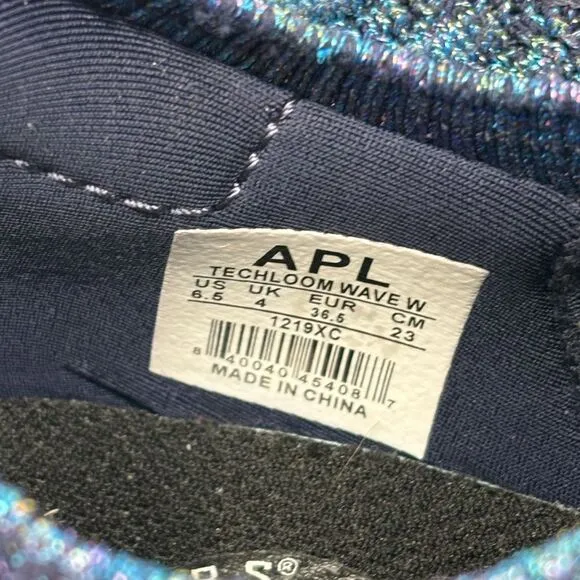 APL
TECHLOOM WAVE W
US UK EUR CM
6.5 4 36.5 23
1219XC
8 40040 45408 7
MADE IN CHINA
S®